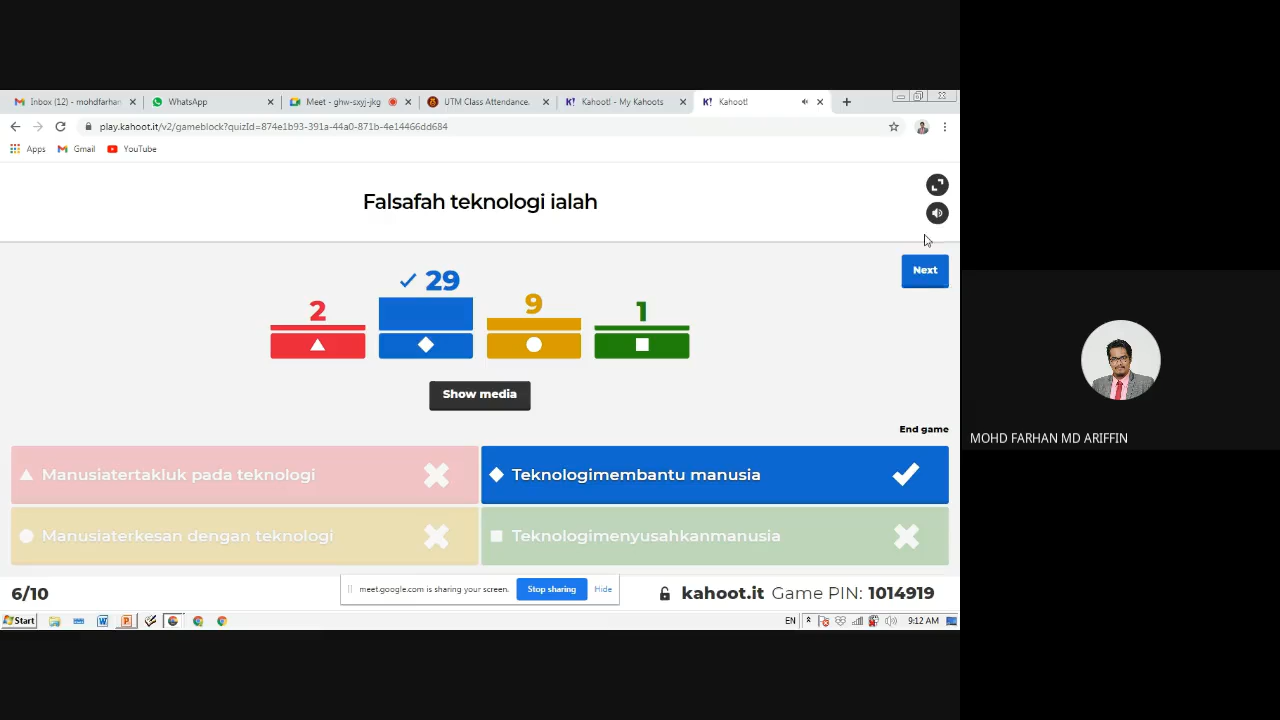 Inbox (12) - mohdfarhan
WhatsApp
Meet - ghw-sxyj-jkg
UTM Class Attendance.
Kahoot! - My Kahoots
Kahoot!
play.kahoot.it/v2/gameblock?quizId=874e1b93-391a-44a0-871b-4e14466dd684
Apps
Gmail
YouTube
Falsafah teknologi ialah
Next
2
29
9
1
Show media
End game
Manusiatertakluk pada teknologi
Teknologimembantu manusia
Manusiaterkesan dengan teknologi
Teknologimenyusahkanmanusia
6/10
meet.google.com is sharing your screen.
Stop sharing
Hide
kahoot.it Game PIN: 1014919
Start
EN
9:12 AM
MOHD FARHAN MD ARIFFIN